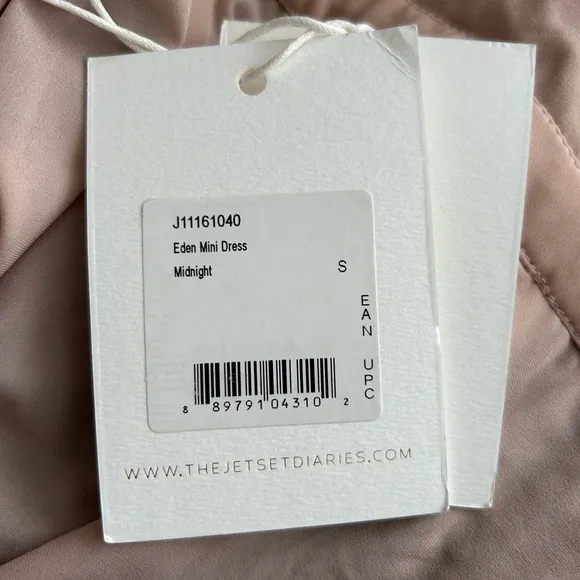 J11161040
Eden Mini Dress
Midnight S
EAN
UPC
8 89791 04310 2
WWW.THEJETSETDIARIES.COM